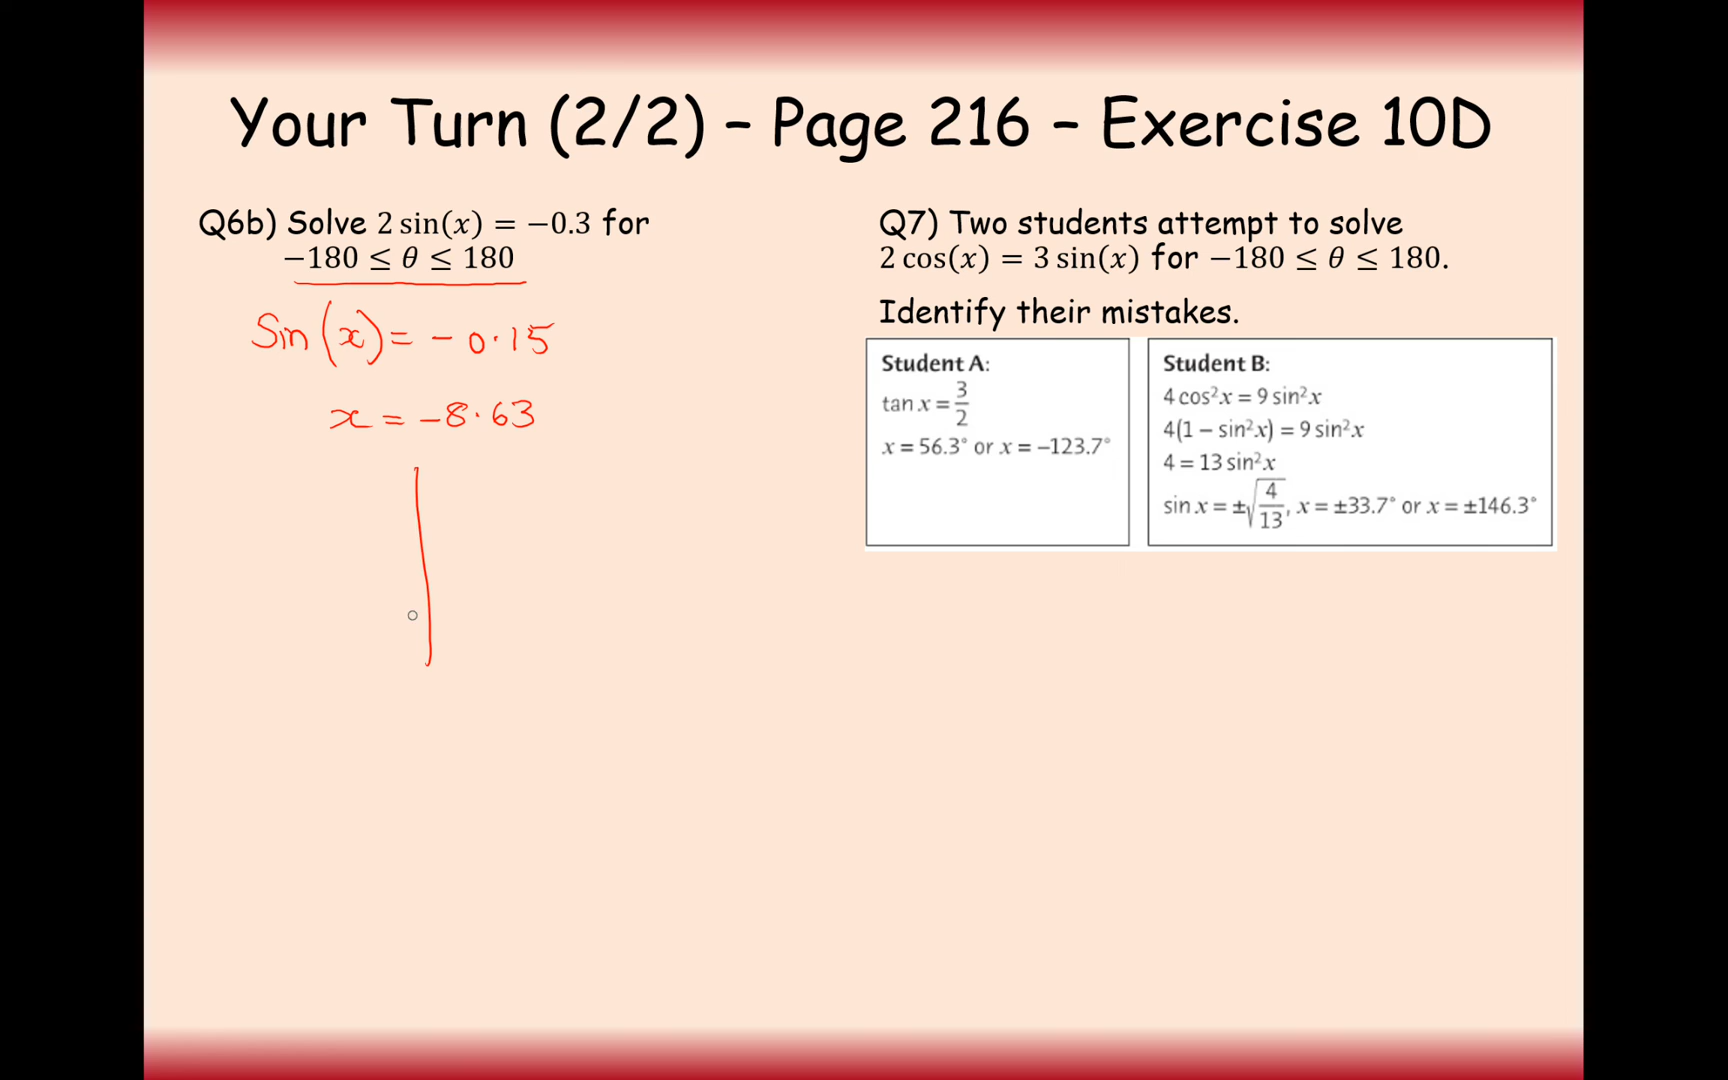 Your Turn (2/2) – Page 216 – Exercise 10D
Q6b) Solve 2 sin(x) = −0.3 for
−180 ≤ θ ≤ 180
Sin(x) = −0.15
x = −8.63
Q7) Two students attempt to solve
2 cos(x) = 3 sin(x) for −180 ≤ θ ≤ 180.
Identify their mistakes.
Student A:
tan x = 3/2
x = 56.3° or x = −123.7°
Student B:
4 cos²x = 9 sin²x
4(1 − sin²x) = 9 sin²x
4 = 13 sin²x
sin x = ±√(4/13), x = ±33.7° or x = ±146.3°